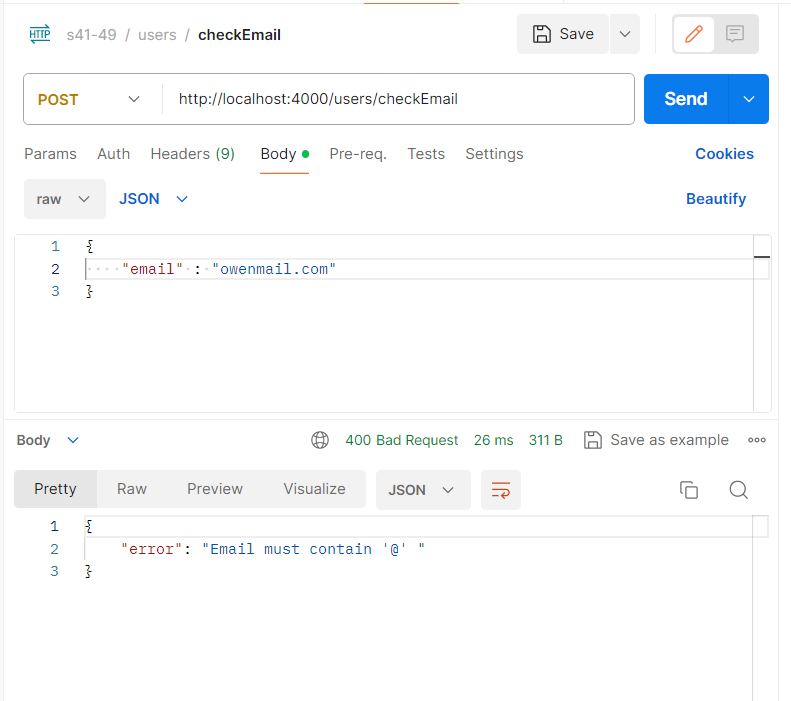 HTTP s41-49 / users / checkEmail Save
POST http://localhost:4000/users/checkEmail Send
Params Auth Headers (9) Body Pre-req. Tests Settings Cookies
raw JSON Beautify
1 {
2 "email" : "owenmail.com"
3 }
Body 400 Bad Request 26 ms 311 B Save as example
Pretty Raw Preview Visualize JSON
1 {
2 "error": "Email must contain '@' "
3 }